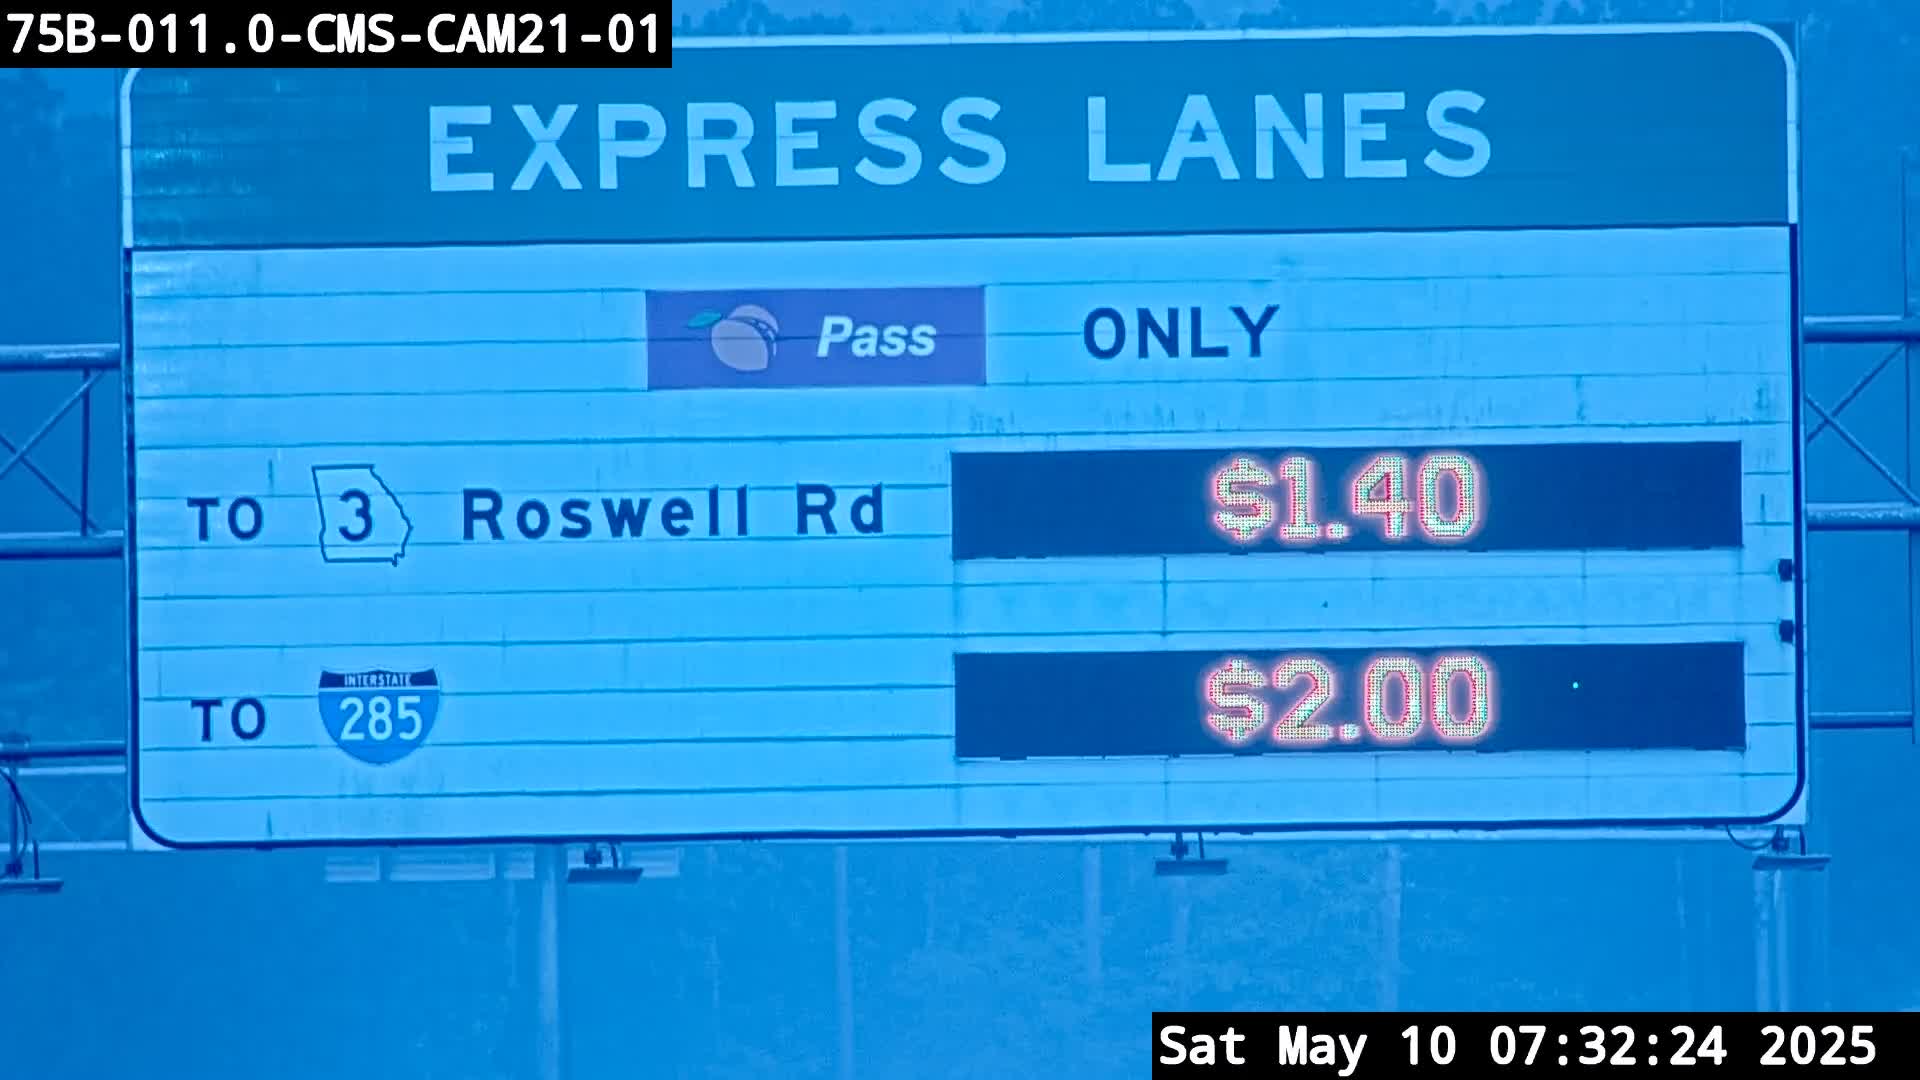 75B-011.0-CMS-CAM21-01
EXPRESS LANES
Pass ONLY
TO 3 Roswell Rd $1.40
TO INTERSTATE 285 $2.00
Sat May 10 07:32:24 2025